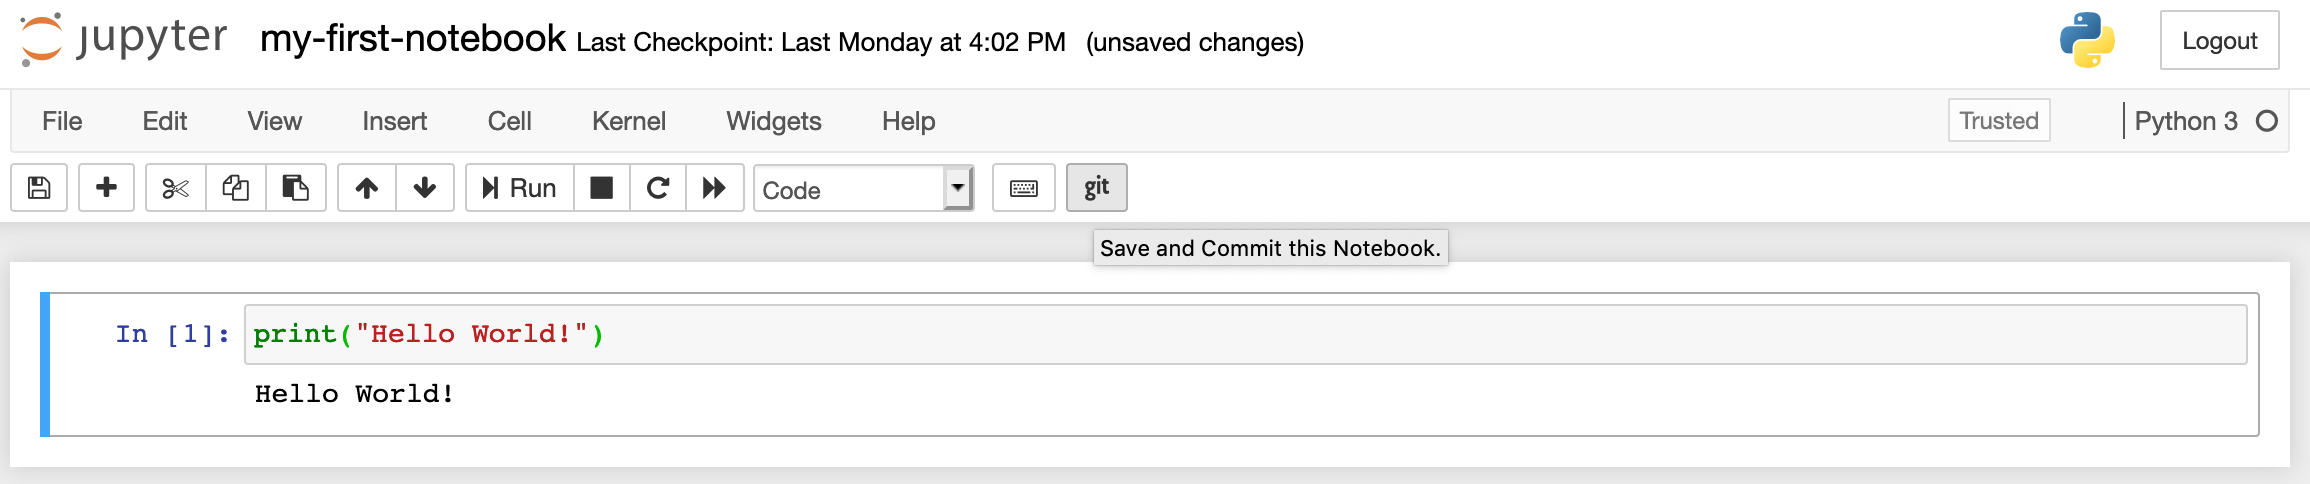 jupyter my-first-notebook Last Checkpoint: Last Monday at 4:02 PM (unsaved changes) Logout
File Edit View Insert Cell Kernel Widgets Help Trusted Python 3
Run Code git
Save and Commit this Notebook.
In [1]: print("Hello World!")
Hello World!